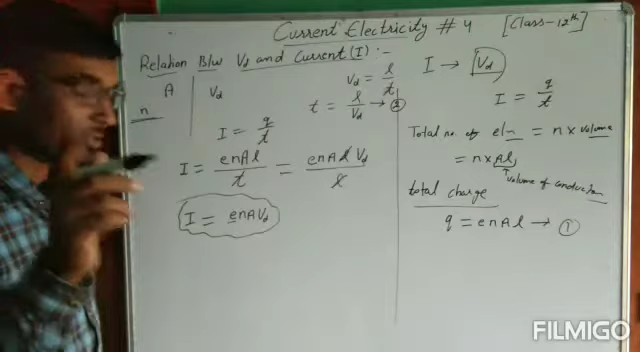 Current Electricity # 4 [Class-12th]
Relation B/w Vd and Current (I) :-
A Vd
n
Vd = l/t
t = l/Vd → ②
I = q/t
I = enAl/t = enAl Vd/l
I = enAVd
I → Vd
I = q/t
Total no. of eln = n × volume
= n × Al
↑ volume of conductor
total charge
q = enAl → ①
FILMIGO